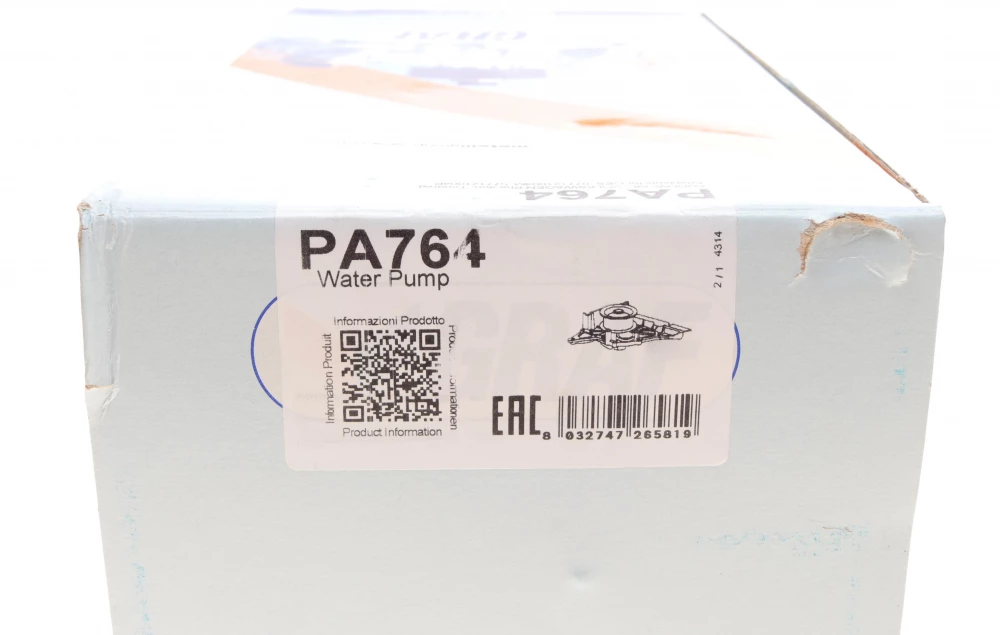 PA764
PA764
Water Pump
2 / 1 4314
Informazioni Prodotto
Information Produit
Product Information
GRAF
EAC
8 032747 265819